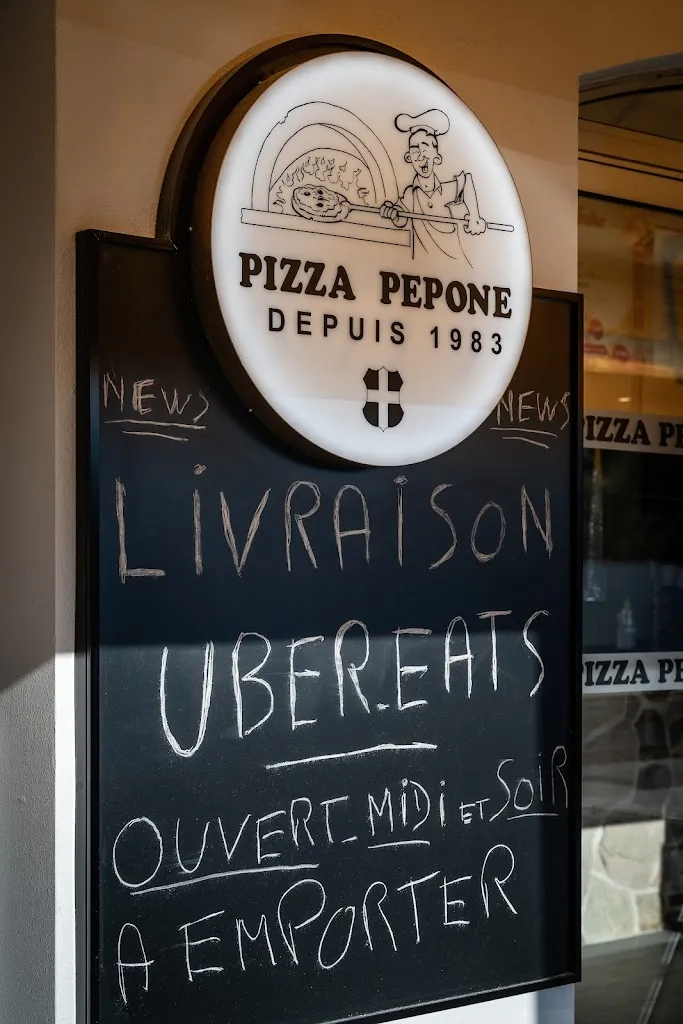 PIZZA PEPONE
DEPUIS 1983
NEWS NEWS
LIVRAISON
UBER.EATS
OUVERT MIDI ET SOIR
A EMPORTER
PIZZA PE
PIZZA PE